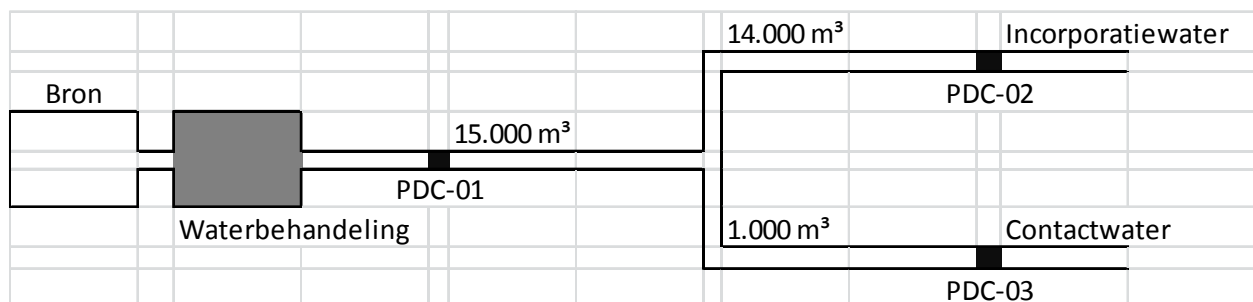 14.000 m³
Incorporatiewater
PDC-02
Bron
15.000 m³
PDC-01
Waterbehandeling
1.000 m³
Contactwater
PDC-03